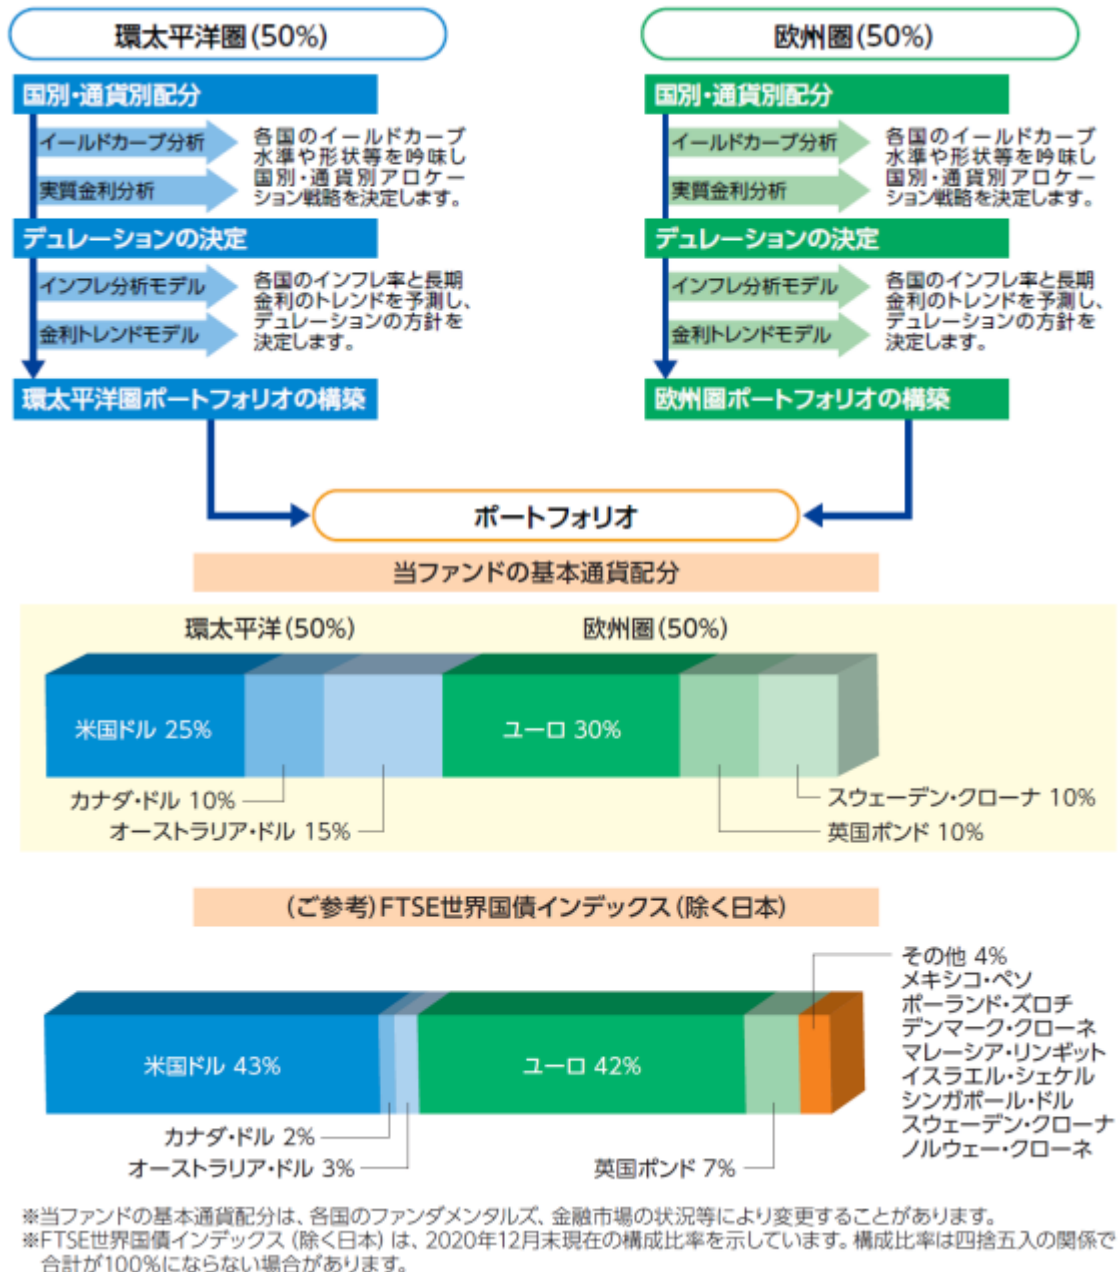 環太平洋圏(50%)
国別・通貨別配分
イールドカーブ分析
実質金利分析
各国のイールドカーブ
水準や形状等を吟味し
国別・通貨別アロケー
ション戦略を決定します。
デュレーションの決定
インフレ分析モデル
金利トレンドモデル
各国のインフレ率と長期
金利のトレンドを予測し、
デュレーションの方針を
決定します。
環太平洋圏ポートフォリオの構築
欧州圏(50%)
国別・通貨別配分
イールドカーブ分析
実質金利分析
各国のイールドカーブ
水準や形状等を吟味し
国別・通貨別アロケー
ション戦略を決定します。
デュレーションの決定
インフレ分析モデル
金利トレンドモデル
各国のインフレ率と長期
金利のトレンドを予測し、
デュレーションの方針を
決定します。
欧州圏ポートフォリオの構築
ポートフォリオ
当ファンドの基本通貨配分
環太平洋(50%)
欧州圏(50%)
米国ドル 25%
ユーロ 30%
カナダ・ドル 10%
オーストラリア・ドル 15%
スウェーデン・クローナ 10%
英国ポンド 10%
(ご参考)FTSE世界国債インデックス(除く日本)
米国ドル 43%
ユーロ 42%
カナダ・ドル 2%
オーストラリア・ドル 3%
英国ポンド 7%
その他 4%
メキシコ・ペソ
ポーランド・ズロチ
デンマーク・クローネ
マレーシア・リンギット
イスラエル・シェケル
シンガポール・ドル
スウェーデン・クローナ
ノルウェー・クローネ
※当ファンドの基本通貨配分は、各国のファンダメンタルズ、金融市場の状況等により変更することがあります。
※FTSE世界国債インデックス(除く日本)は、2020年12月末現在の構成比率を示しています。構成比率は四捨五入の関係で
合計が100%にならない場合があります。